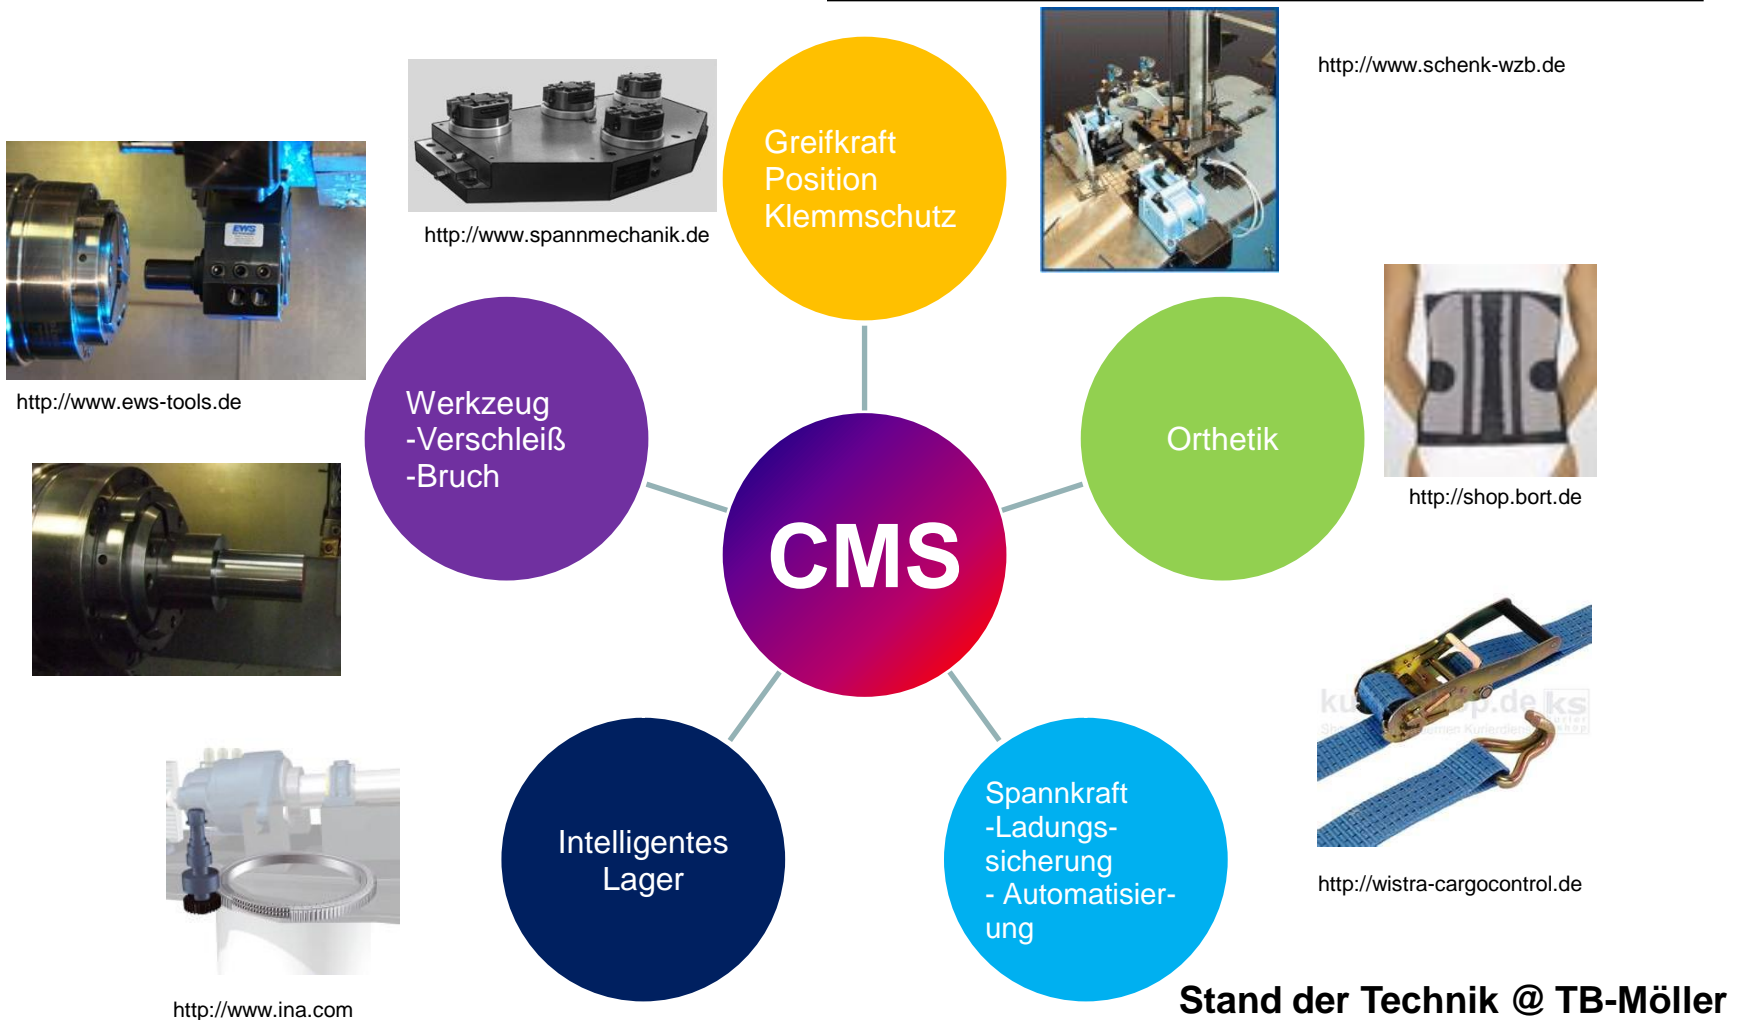 http://www.schenk-wzb.de
Greifkraft
Position
Klemmschutz
http://www.spannmechanik.de
EWS
http://www.ews-tools.de
Werkzeug
-Verschleiß
-Bruch
Orthetik
http://shop.bort.de
CMS
ks
Spannkraft
-Ladungs-
sicherung
- Automatisier-
ung
http://wistra-cargocontrol.de
Intelligentes
Lager
http://www.ina.com
Stand der Technik @ TB-Möller